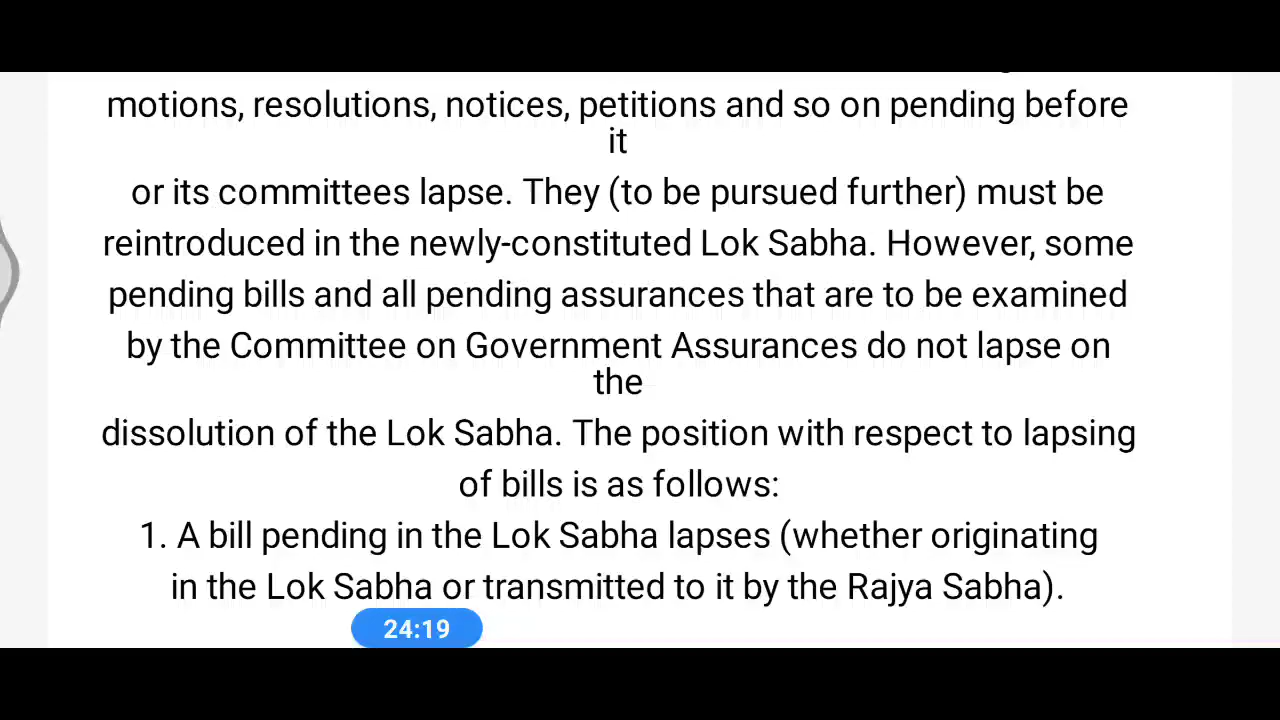 motions, resolutions, notices, petitions and so on pending before
it
or its committees lapse. They (to be pursued further) must be
reintroduced in the newly-constituted Lok Sabha. However, some
pending bills and all pending assurances that are to be examined
by the Committee on Government Assurances do not lapse on
the
dissolution of the Lok Sabha. The position with respect to lapsing
of bills is as follows:
1. A bill pending in the Lok Sabha lapses (whether originating
in the Lok Sabha or transmitted to it by the Rajya Sabha).
24:19